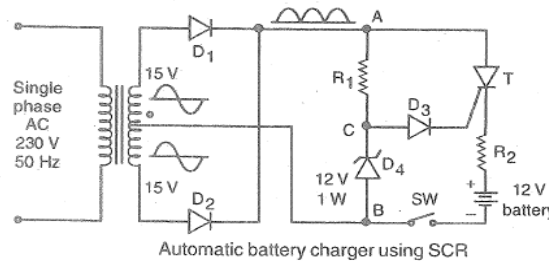 Single
phase
AC
230 V
50 Hz
15 V
15 V
D1
D2
A
R1
C
D3
D4
12 V
1 W
B
SW
T
R2
+
–
12 V
battery
Automatic battery charger using SCR